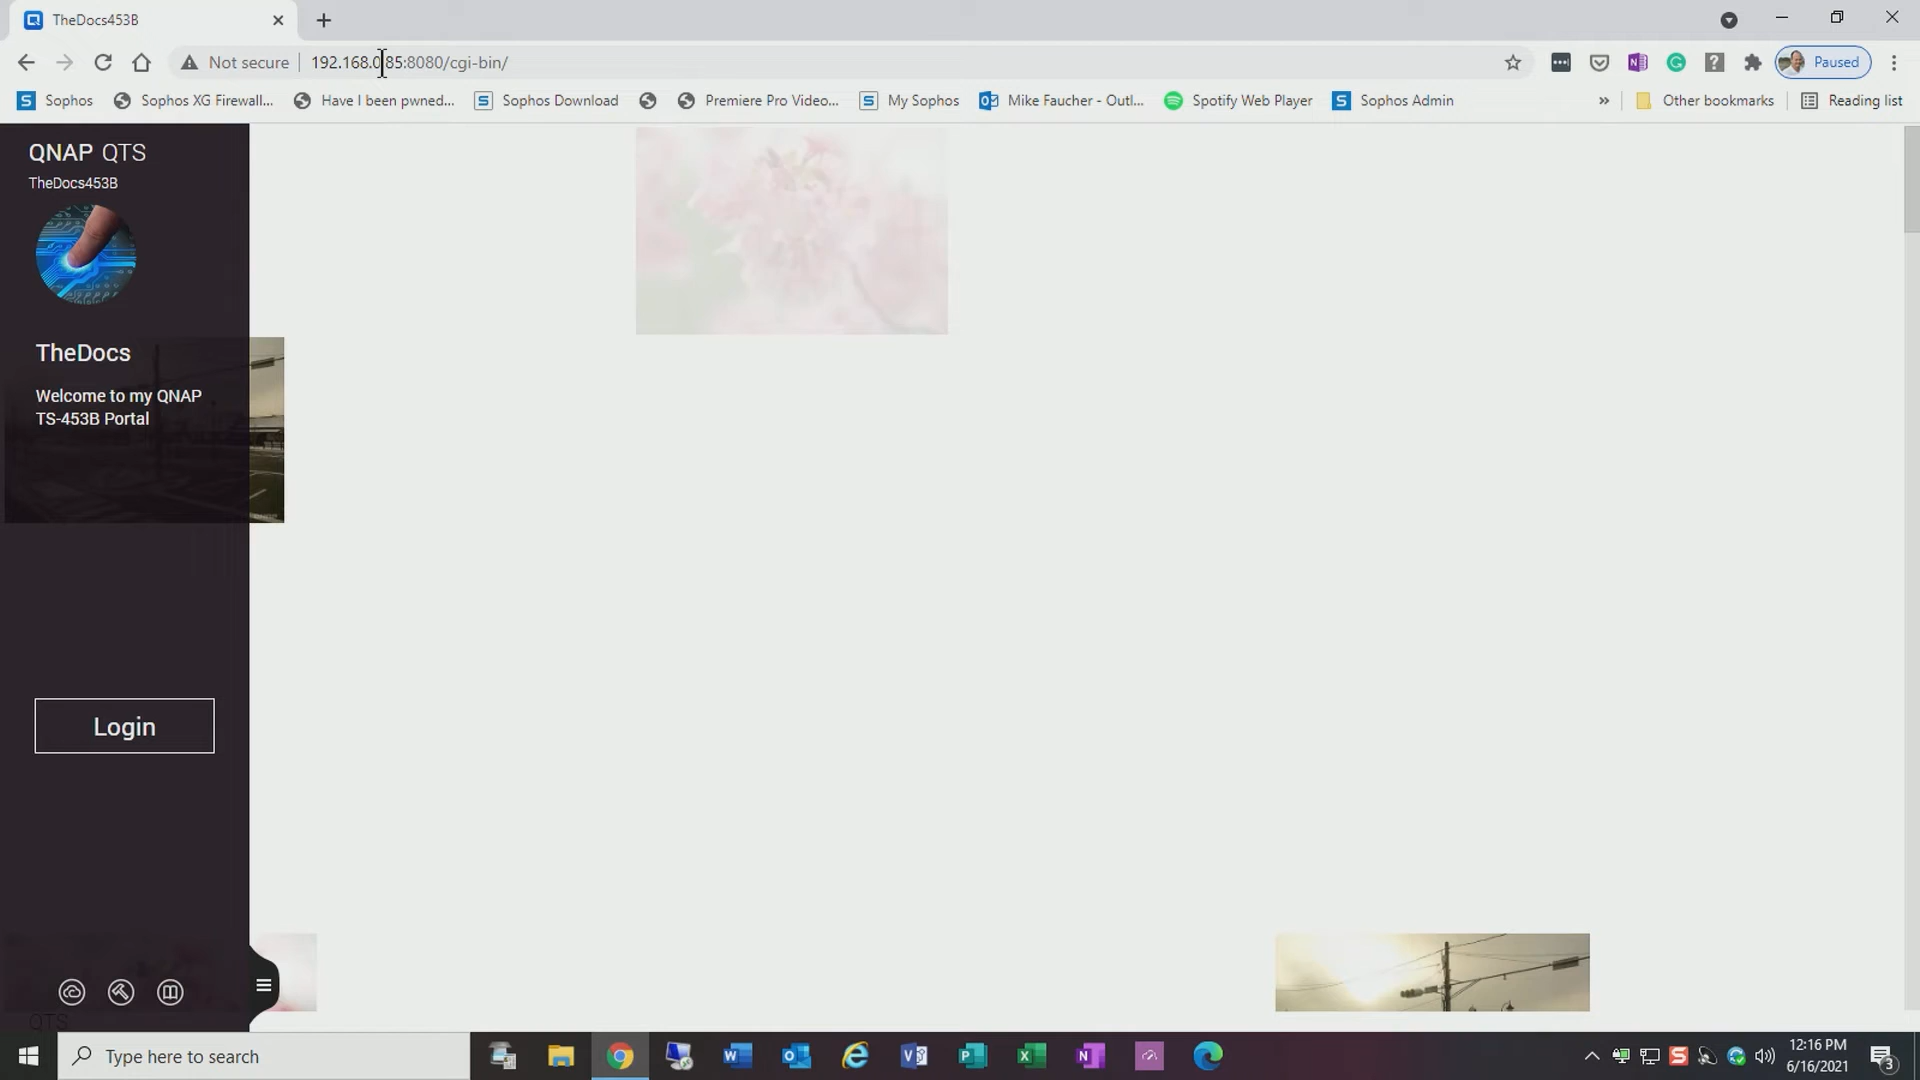 TheDocs453B
Not secure
192.168.0.85:8080/cgi-bin/
Paused
Sophos
Sophos XG Firewall...
Have I been pwned...
Sophos Download
Premiere Pro Video...
My Sophos
Mike Faucher - Outl...
Spotify Web Player
Sophos Admin
»
Other bookmarks
Reading list
QNAP QTS
TheDocs453B
TheDocs
Welcome to my QNAP
TS-453B Portal
Login
QTS
Type here to search
12:16 PM
6/16/2021
3